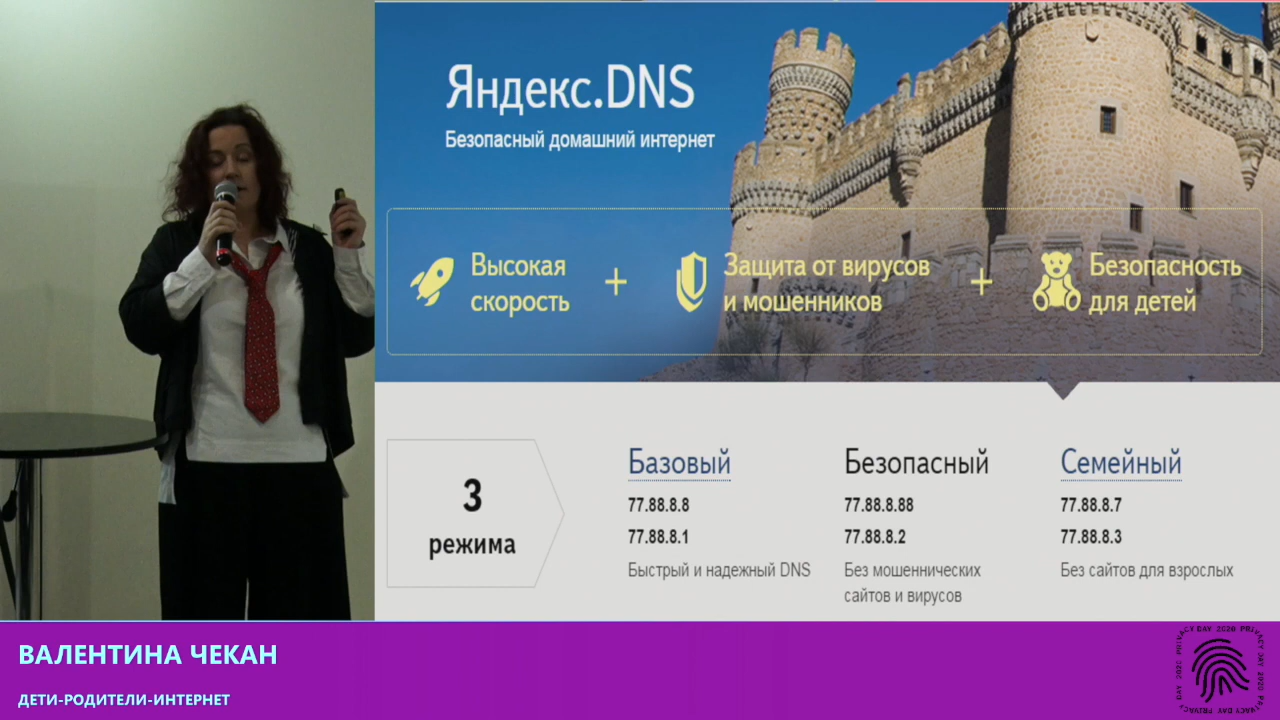 Яндекс.DNS
Безопасный домашний интернет
Высокая
скорость
+
Защита от вирусов
и мошенников
+
Безопасность
для детей
3
режима
Базовый
77.88.8.8
77.88.8.1
Быстрый и надежный DNS
Безопасный
77.88.8.88
77.88.8.2
Без мошеннических
сайтов и вирусов
Семейный
77.88.8.7
77.88.8.3
Без сайтов для взрослых
ВАЛЕНТИНА ЧЕКАН
ДЕТИ-РОДИТЕЛИ-ИНТЕРНЕТ
PRIVACY DAY 2020